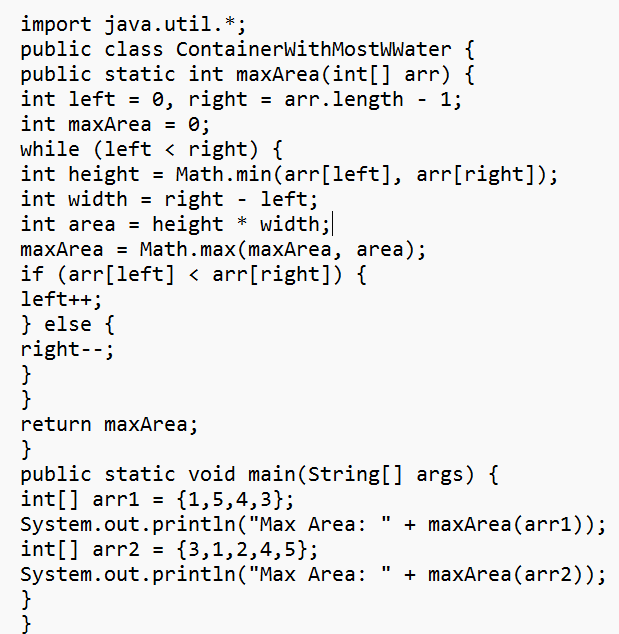 import java.util.*;
public class ContainerWithMostWWater {
public static int maxArea(int[] arr) {
int left = 0, right = arr.length - 1;
int maxArea = 0;
while (left < right) {
int height = Math.min(arr[left], arr[right]);
int width = right - left;
int area = height * width;
maxArea = Math.max(maxArea, area);
if (arr[left] < arr[right]) {
left++;
} else {
right--;
}
}
return maxArea;
}
public static void main(String[] args) {
int[] arr1 = {1,5,4,3};
System.out.println("Max Area: " + maxArea(arr1));
int[] arr2 = {3,1,2,4,5};
System.out.println("Max Area: " + maxArea(arr2));
}
}